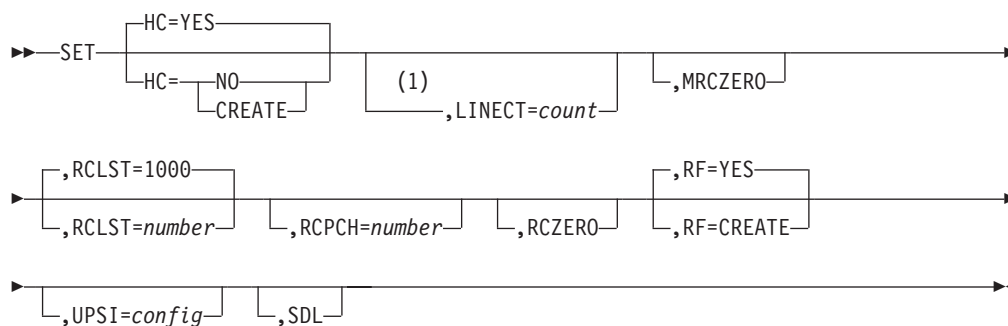 HC=YES
SET
HC= NO
CREATE
(1)
,LINECT=count
,MRCZERO
,RCLST=1000
,RCLST=number
,RCPCH=number
,RCZERO
,RF=YES
,RF=CREATE
,UPSI=config
,SDL